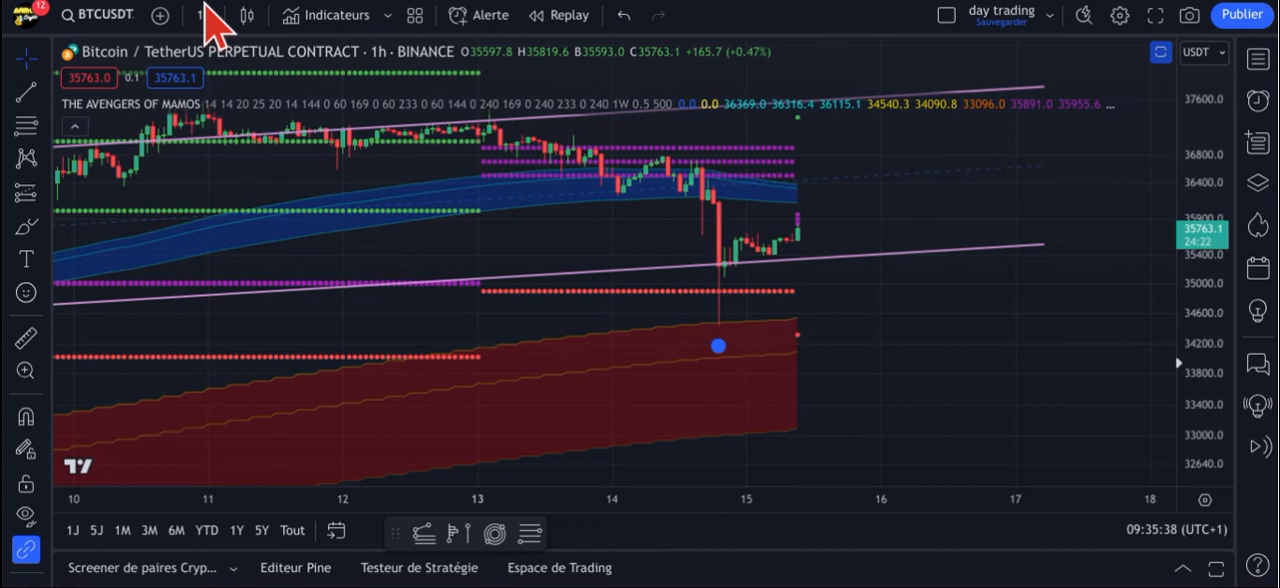 12
BTCUSDT
Indicateurs
Alerte
Replay
day trading
Sauvegarder
Publier
Bitcoin / TetherUS PERPETUAL CONTRACT · 1h · BINANCE O35597.8 H35819.6 B35593.0 C35763.1 +165.7 (+0.47%)
USDT
35763.0 0.1 35763.1
THE AVENGERS OF MAMOS 14 14 20 25 20 14 144 0 60 169 0 60 233 0 60 144 0 240 169 0 240 233 0 240 1W 0.5 500 0.0 0.0 36369.0 36316.4 36115.1 34540.3 34090.8 33096.0 35891.0 35955.6 ...
37600.0
36800.0
36400.0
35900.0
35763.1
24:22
35400.0
35000.0
34600.0
34200.0
33800.0
33400.0
33000.0
32640.0
10 11 12 13 14 15 16 17 18
1J 5J 1M 3M 6M YTD 1Y 5Y Tout
09:35:38 (UTC+1)
Screener de paires Cryp... Editeur Pine Testeur de Stratégie Espace de Trading